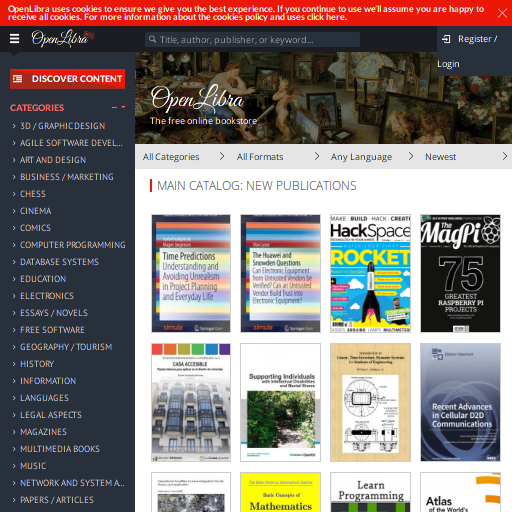 OpenLibra uses cookies to ensure we give you the best experience. If you continue to use we'll assume you are happy to
receive all cookies. For more information about the cookies policy and uses click here.
OpenLibra
Title, author, publisher, or keyword...
Register /
Login
DISCOVER CONTENT
CATEGORIES
3D / GRAPHIC DESIGN
AGILE SOFTWARE DEVEL...
ART AND DESIGN
BUSINESS / MARKETING
CHESS
CINEMA
COMICS
COMPUTER PROGRAMMING
DATABASE SYSTEMS
EDUCATION
ELECTRONICS
ESSAYS / NOVELS
FREE SOFTWARE
GEOGRAPHY / TOURISM
HISTORY
INFORMATION
LANGUAGES
LEGAL ASPECTS
MAGAZINES
MULTIMEDIA BOOKS
MUSIC
NETWORK AND SYSTEM A...
PAPERS / ARTICLES
OpenLibra
The free online bookstore
All Categories
All Formats
Any Language
Newest
MAIN CATALOG: NEW PUBLICATIONS
Time Predictions
Understanding and
Avoiding Unrealism
in Project Planning
and Everyday Life
simula
Springer Open
The Huawei and
Snowden Questions
Can Electronic Equipment
from Untrusted Vendors be
Verified? Can an Untrusted
Vendor Build Trust into
Electronic Equipment?
simula
Springer Open
MAKE BUILD HACK CREATE
HackSpace
ROCKET
The MagPi
75
GREATEST
RASPBERRY PI
PROJECTS
CASA ACCESIBLE
Supporting Individuals
with Intellectual Disabilities
and Mental Illness
Recent Advances
in Cellular D2D
Communications
Basic Concepts of
Mathematics
Learn
Programming
Atlas
of the World's